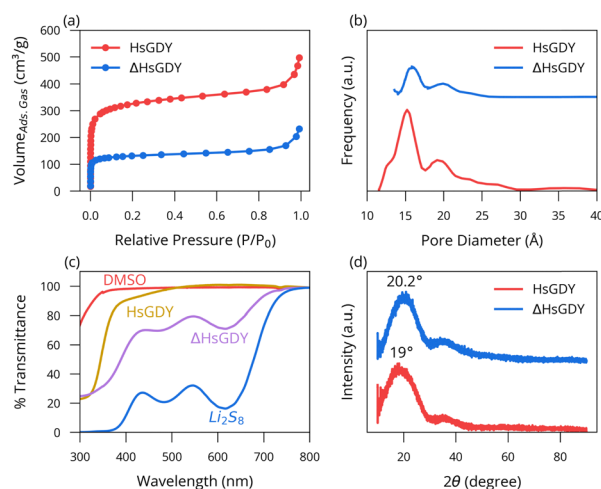 (a)
HsGDY
ΔHsGDY
Volume_Ads. Gas (cm³/g)
600
500
400
300
200
100
0
0.0 0.2 0.4 0.6 0.8 1.0
Relative Pressure (P/P₀)
(b)
HsGDY
ΔHsGDY
Frequency (a.u.)
10 15 20 25 30 35 40
Pore Diameter (Å)
(c)
DMSO
HsGDY
ΔHsGDY
Li₂S₈
% Transmittance
100
80
60
40
20
0
300 400 500 600 700 800
Wavelength (nm)
(d)
20.2°
19°
HsGDY
ΔHsGDY
Intensity (a.u.)
20 40 60 80
2θ (degree)